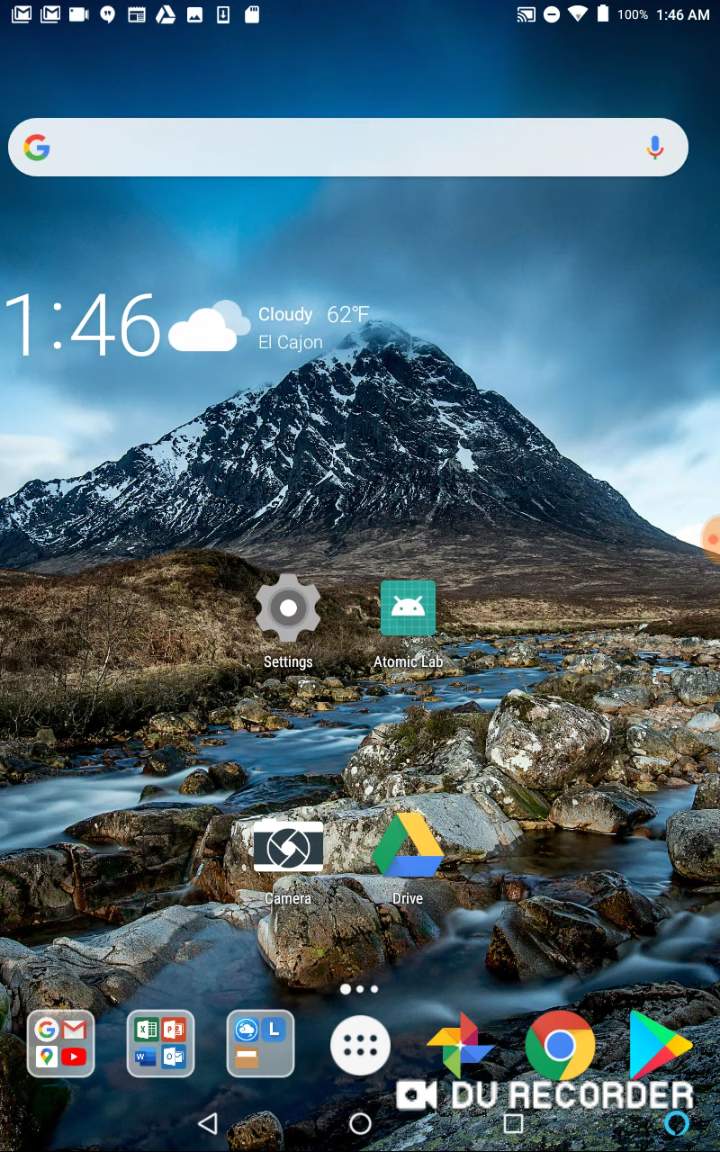 100% 1:46 AM
1:46
Cloudy 62°F
El Cajon
Settings
Atomic Lab
Camera
Drive
L
DU RECORDER